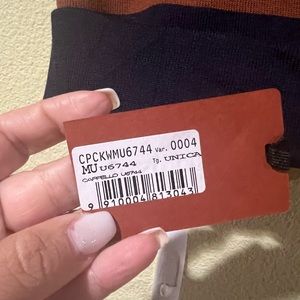 CPCKWMU6744 Var. 0004
MU U6744 Tg. UNICA
CAPPELLO U6744
9 910004 813043